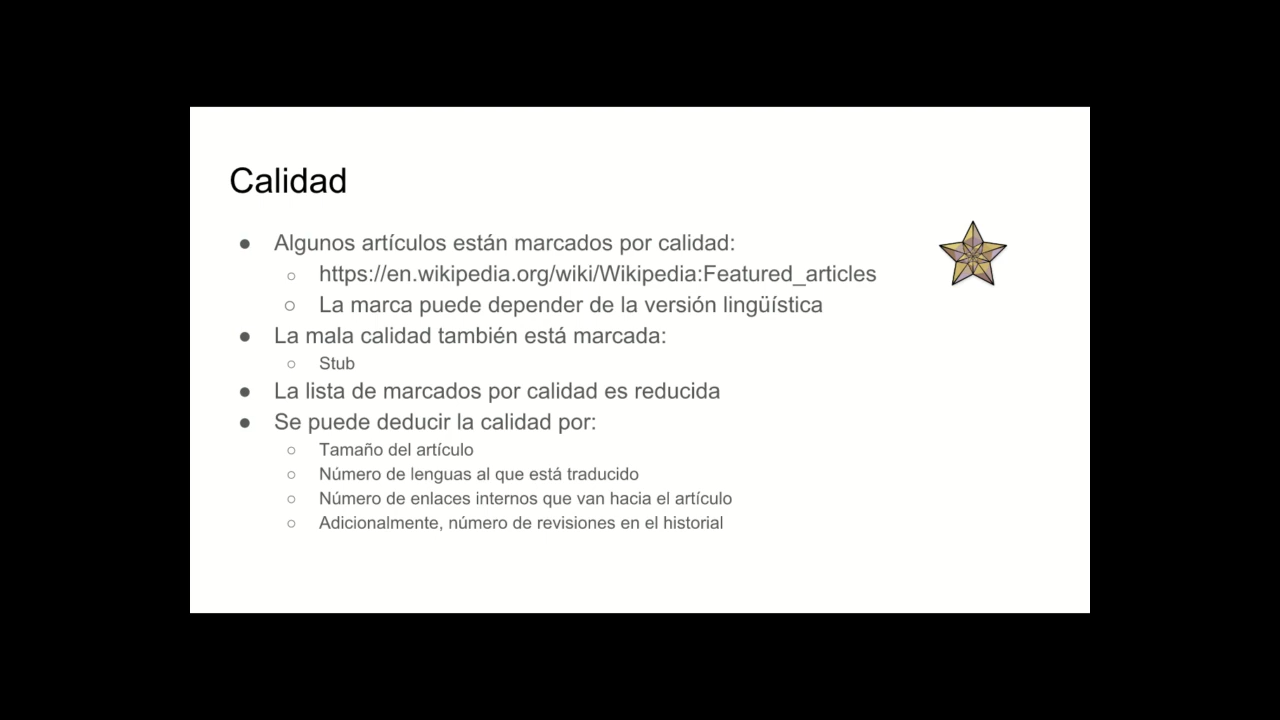 Calidad
● Algunos artículos están marcados por calidad:
○ https://en.wikipedia.org/wiki/Wikipedia:Featured_articles
○ La marca puede depender de la versión lingüística
● La mala calidad también está marcada:
○ Stub
● La lista de marcados por calidad es reducida
● Se puede deducir la calidad por:
○ Tamaño del artículo
○ Número de lenguas al que está traducido
○ Número de enlaces internos que van hacia el artículo
○ Adicionalmente, número de revisiones en el historial